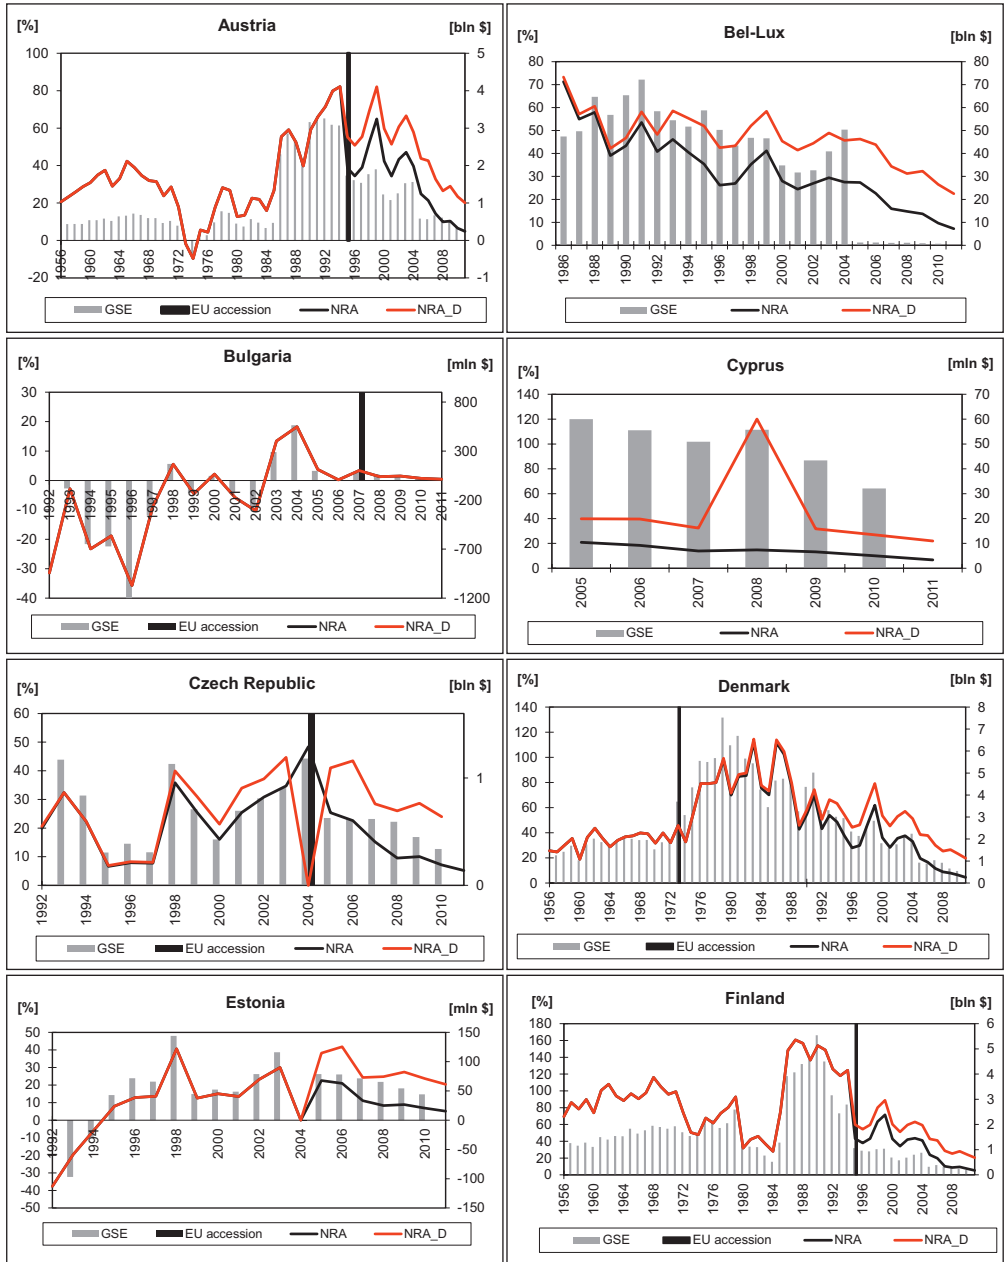 Austria
[%] [bln $]
100 5
80 4
60 3
40 2
20 1
0 0
-20 -1
1956 1960 1964 1968 1972 1976 1980 1984 1988 1992 1996 2000 2004 2008
GSE EU accession NRA NRA_D
Bel-Lux
[%] [bln $]
80 80
70 70
60 60
50 50
40 40
30 30
20 20
10 10
0 0
1986 1988 1990 1992 1994 1996 1998 2000 2002 2004 2006 2008 2010
GSE NRA NRA_D
Bulgaria
[%] [mln $]
30
20 800
10 300
0
-10 -200
-20
-30 -700
-40 -1200
1992 1993 1994 1995 1996 1997 1998 1999 2000 2001 2002 2003 2004 2005 2006 2007 2008 2009 2010 2011
GSE EU accession NRA NRA_D
Cyprus
[%] [mln $]
140 70
120 60
100 50
80 40
60 30
40 20
20 10
0 0
2005 2006 2007 2008 2009 2010 2011
GSE NRA NRA_D
Czech Republic
[%] [bln $]
60
50
40 1
30
20
10
0 0
1992 1994 1996 1998 2000 2002 2004 2006 2008 2010
GSE EU accession NRA NRA_D
Denmark
[%] [bln $]
140 8
120 7
100 6
80 5
60 4
40 3
20 2
0 1
0
1956 1960 1964 1968 1972 1976 1980 1984 1988 1992 1996 2000 2004 2008
GSE EU accession NRA NRA_D
Estonia
[%] [mln $]
50 150
40 100
30 50
20 0
10 -50
0 -100
-10 -150
-20
-30
-40
-50
1992 1994 1996 1998 2000 2002 2004 2006 2008 2010
GSE EU accession NRA NRA_D
Finland
[%] [bln $]
180 6
160 5
140 4
120 3
100 2
80 1
60 0
40
20
0
1956 1960 1964 1968 1972 1976 1980 1984 1988 1992 1996 2000 2004 2008
GSE EU accession NRA NRA_D